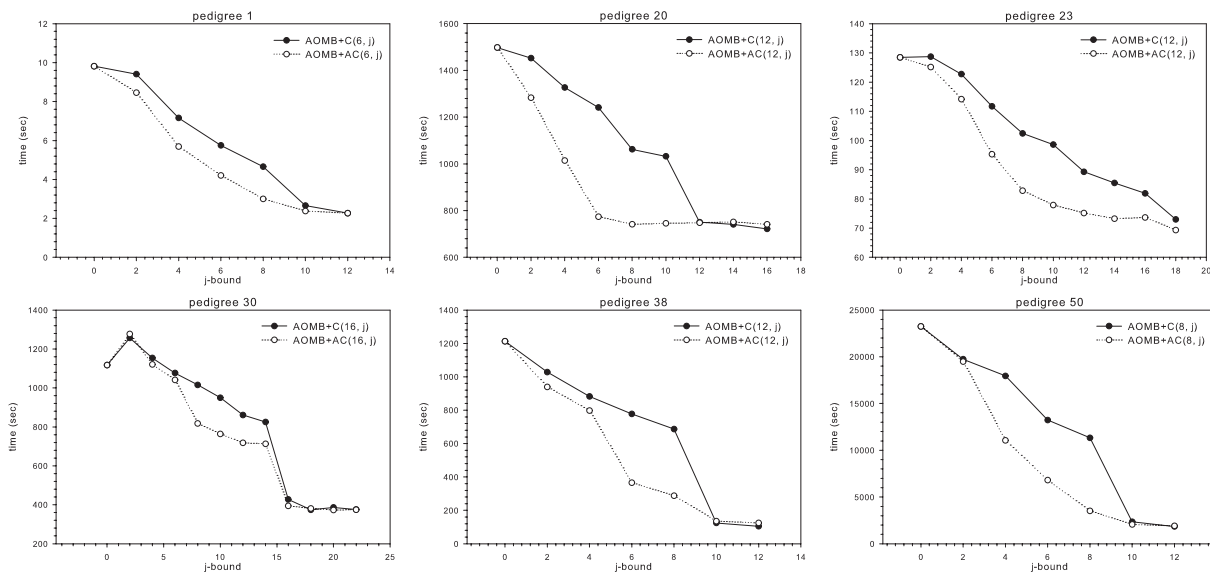 pedigree 1
12
10
8
6
4
2
0
time (sec)
AOMB+C(6, j)
AOMB+AC(6, j)
0 2 4 6 8 10 12 14
j-bound
pedigree 20
1600
1400
1200
1000
800
600
time (sec)
AOMB+C(12, j)
AOMB+AC(12, j)
0 2 4 6 8 10 12 14 16 18
j-bound
pedigree 23
140
130
120
110
100
90
80
70
60
time (sec)
AOMB+C(12, j)
AOMB+AC(12, j)
0 2 4 6 8 10 12 14 16 18 20
j-bound
pedigree 30
1400
1200
1000
800
600
400
200
time (sec)
AOMB+C(16, j)
AOMB+AC(16, j)
0 5 10 15 20 25
j-bound
pedigree 38
1400
1200
1000
800
600
400
200
0
time (sec)
AOMB+C(12, j)
AOMB+AC(12, j)
0 2 4 6 8 10 12 14
j-bound
pedigree 50
25000
20000
15000
10000
5000
0
time (sec)
AOMB+C(8, j)
AOMB+AC(8, j)
0 2 4 6 8 10 12
j-bound